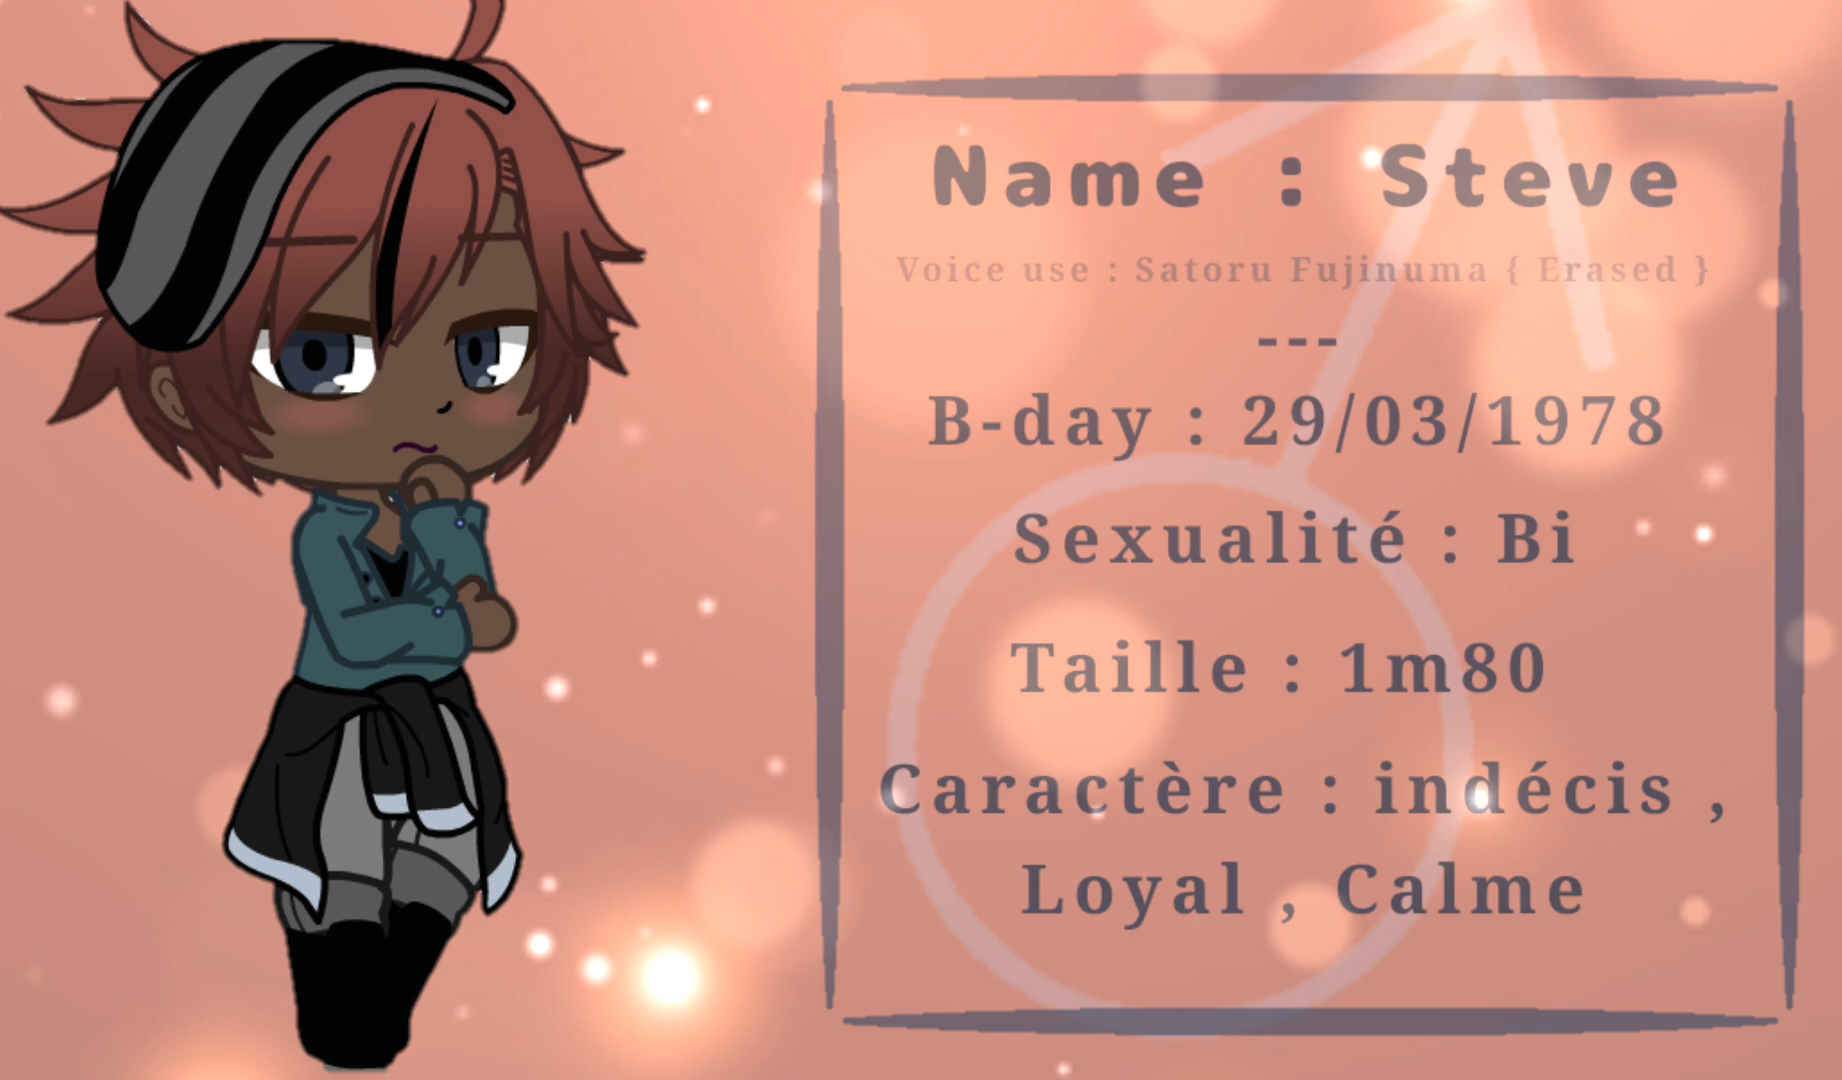 Name : Steve
Voice use : Satoru Fujinuma { Erased }
---
B-day : 29/03/1978
Sexualité : Bi
Taille : 1m80
Caractère : indécis ,
Loyal , Calme